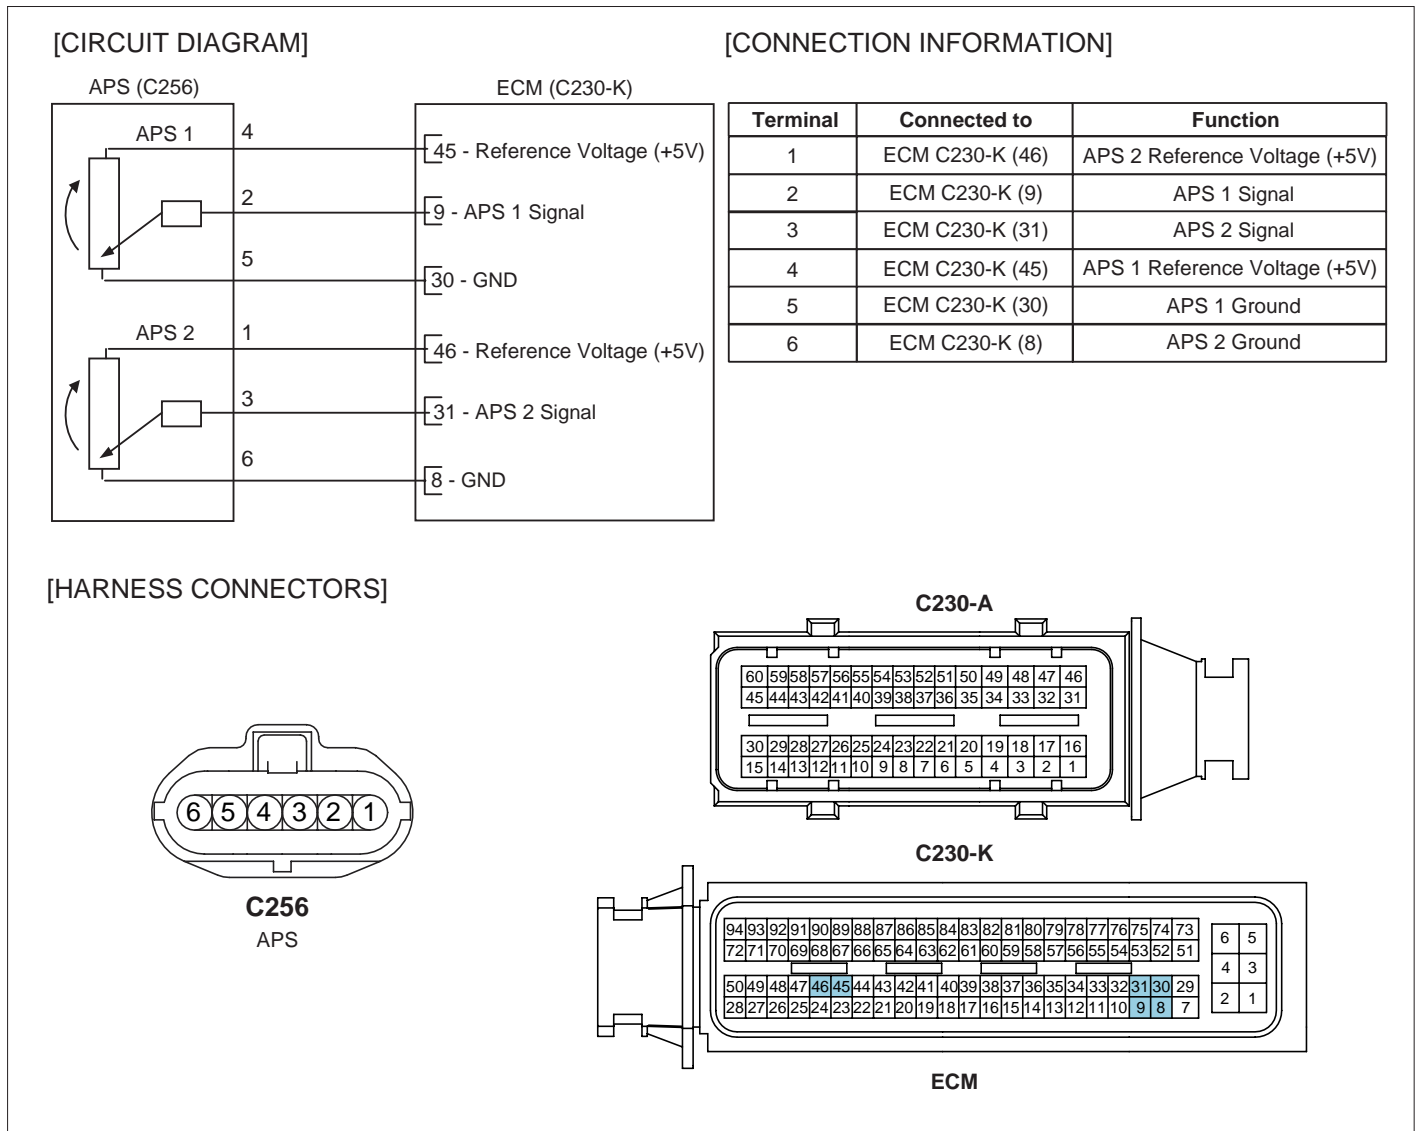 [CIRCUIT DIAGRAM]
APS (C256)
ECM (C230-K)
APS 1
4
45 - Reference Voltage (+5V)
2
9 - APS 1 Signal
5
30 - GND
APS 2
1
46 - Reference Voltage (+5V)
3
31 - APS 2 Signal
6
8 - GND
[CONNECTION INFORMATION]
Terminal Connected to Function
1 ECM C230-K (46) APS 2 Reference Voltage (+5V)
2 ECM C230-K (9) APS 1 Signal
3 ECM C230-K (31) APS 2 Signal
4 ECM C230-K (45) APS 1 Reference Voltage (+5V)
5 ECM C230-K (30) APS 1 Ground
6 ECM C230-K (8) APS 2 Ground
[HARNESS CONNECTORS]
6 5 4 3 2 1
C256
APS
C230-A
60 59 58 57 56 55 54 53 52 51 50 49 48 47 46
45 44 43 42 41 40 39 38 37 36 35 34 33 32 31
30 29 28 27 26 25 24 23 22 21 20 19 18 17 16
15 14 13 12 11 10 9 8 7 6 5 4 3 2 1
C230-K
94 93 92 91 90 89 88 87 86 85 84 83 82 81 80 79 78 77 76 75 74 73
72 71 70 69 68 67 66 65 64 63 62 61 60 59 58 57 56 55 54 53 52 51
50 49 48 47 46 45 44 43 42 41 40 39 38 37 36 35 34 33 32 31 30 29
28 27 26 25 24 23 22 21 20 19 18 17 16 15 14 13 12 11 10 9 8 7
6 5
4 3
2 1
ECM